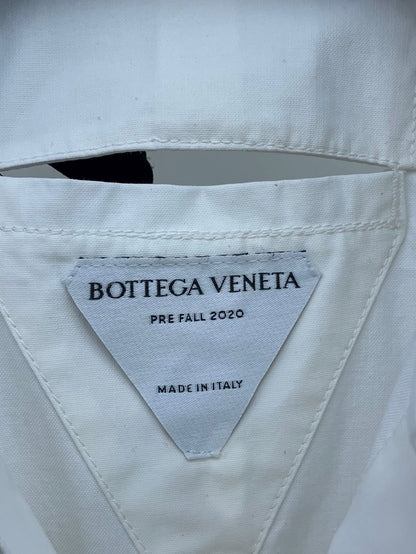 BOTTEGA VENETA
PRE FALL 2020
MADE IN ITALY